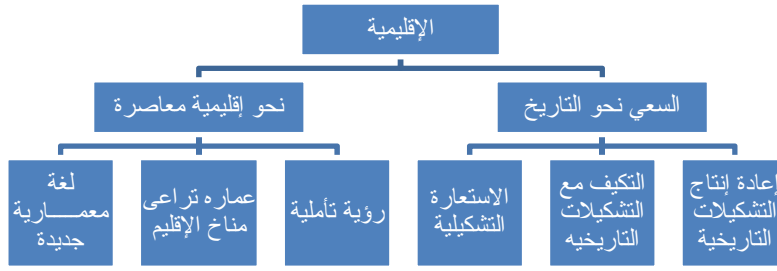 الإقليمية
السعي نحو التاريخ
نحو إقليمية معاصرة
إعادة إنتاج
التشكيلات
التاريخية
التكيف مع
التشكيلات
التاريخيه
الاستعارة
التشكيلية
رؤية تأملية
عماره تراعى
مناخ الإقليم
لغة
معمـــــارية
جديدة